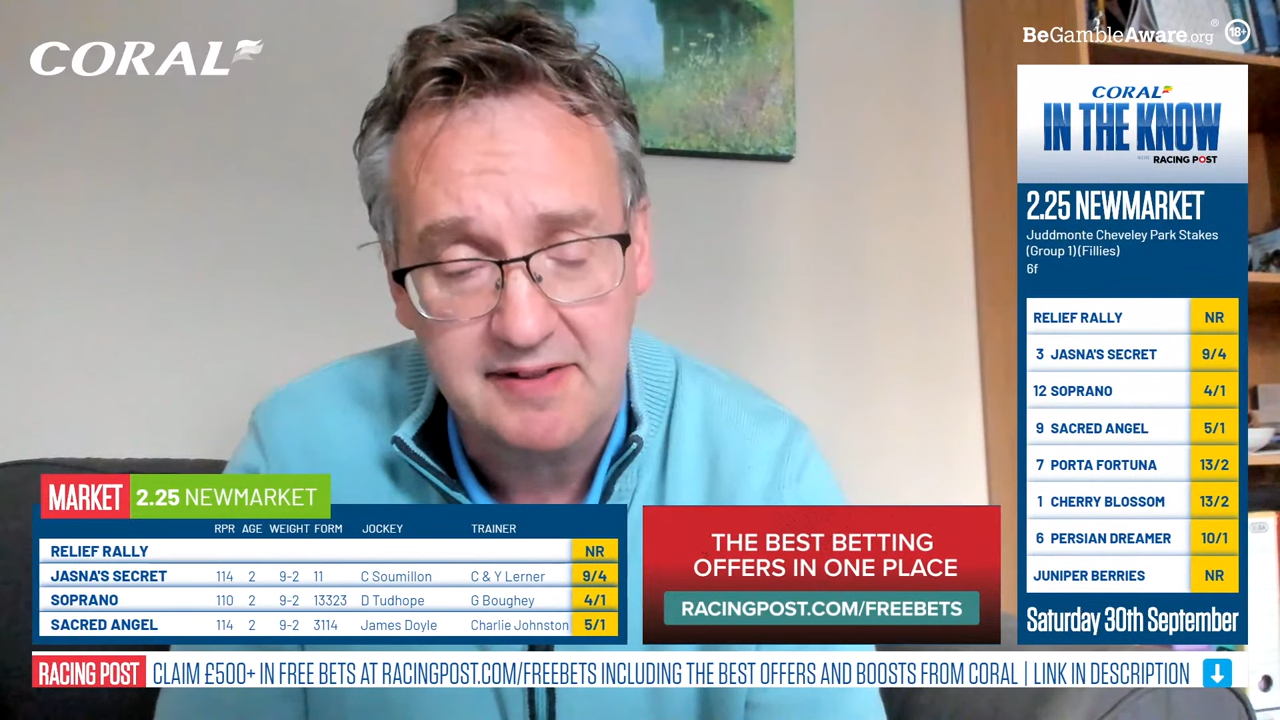 CORAL
BeGambleAware.org® 18+
CORAL
IN THE KNOW
WITH RACING POST
2.25 NEWMARKET
Juddmonte Cheveley Park Stakes
(Group 1)(Fillies)
6f
RELIEF RALLY NR
3 JASNA'S SECRET 9/4
12 SOPRANO 4/1
9 SACRED ANGEL 5/1
7 PORTA FORTUNA 13/2
1 CHERRY BLOSSOM 13/2
6 PERSIAN DREAMER 10/1
JUNIPER BERRIES NR
Saturday 30th September
MARKET 2.25 NEWMARKET
RPR AGE WEIGHT FORM JOCKEY TRAINER
RELIEF RALLY NR
JASNA'S SECRET 114 2 9-2 11 C Soumillon C & Y Lerner 9/4
SOPRANO 110 2 9-2 13323 D Tudhope G Boughey 4/1
SACRED ANGEL 114 2 9-2 3114 James Doyle Charlie Johnston 5/1
THE BEST BETTING
OFFERS IN ONE PLACE
RACINGPOST.COM/FREEBETS
RACING POST CLAIM £500+ IN FREE BETS AT RACINGPOST.COM/FREEBETS INCLUDING THE BEST OFFERS AND BOOSTS FROM CORAL | LINK IN DESCRIPTION